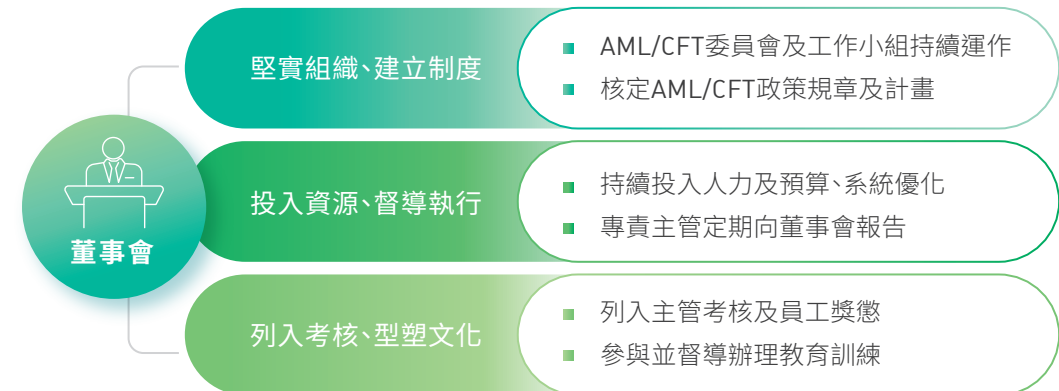 董事會
堅實組織、建立制度
AML/CFT委員會及工作小組持續運作
核定AML/CFT政策規章及計畫
投入資源、督導執行
持續投入人力及預算、系統優化
專責主管定期向董事會報告
列入考核、型塑文化
列入主管考核及員工獎懲
參與並督導辦理教育訓練